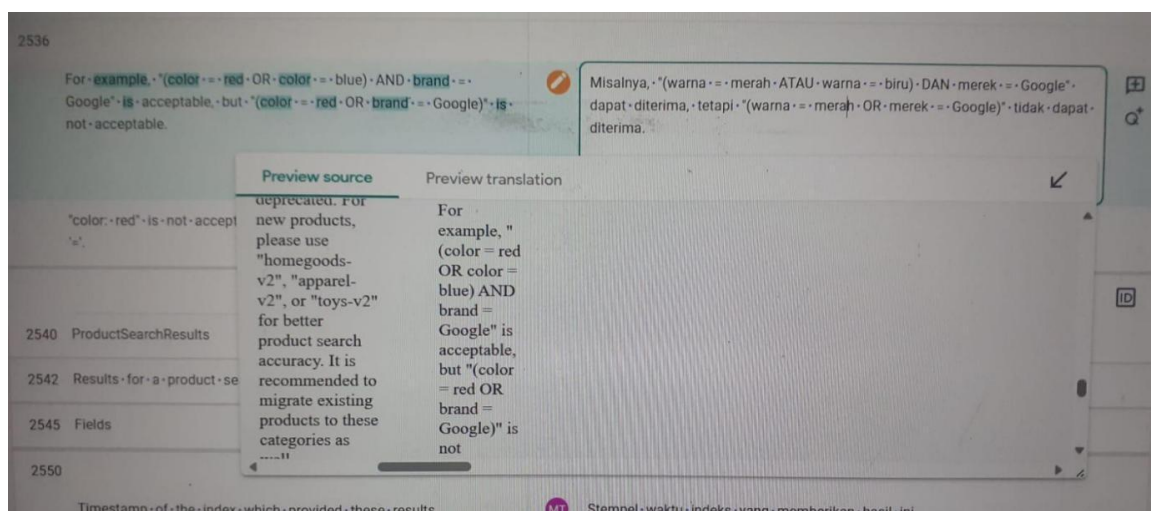 2536
For example, "(color = red OR color = blue) AND brand =
Google" is acceptable, but "(color = red OR brand = Google)" is
not acceptable.
Misalnya, "(warna = merah ATAU warna = biru) DAN merek = Google"
dapat diterima, tetapi "(warna = merah OR merek = Google)" tidak dapat
diterima.
Preview source
Preview translation
deprecated. For
new products,
please use
"homegoods-
v2", "apparel-
v2", or "toys-v2"
for better
product search
accuracy. It is
recommended to
migrate existing
products to these
categories as
For
example, "
(color = red
OR color =
blue) AND
brand =
Google" is
acceptable,
but "(color
= red OR
brand =
Google)" is
not
"color: red" is not accept
'='.
ID
2540 ProductSearchResults
2542 Results for a product se
2545 Fields
2550
Timestamp of the index which provided these results
MT
Stempel waktu indeks yang memberikan hasil ini